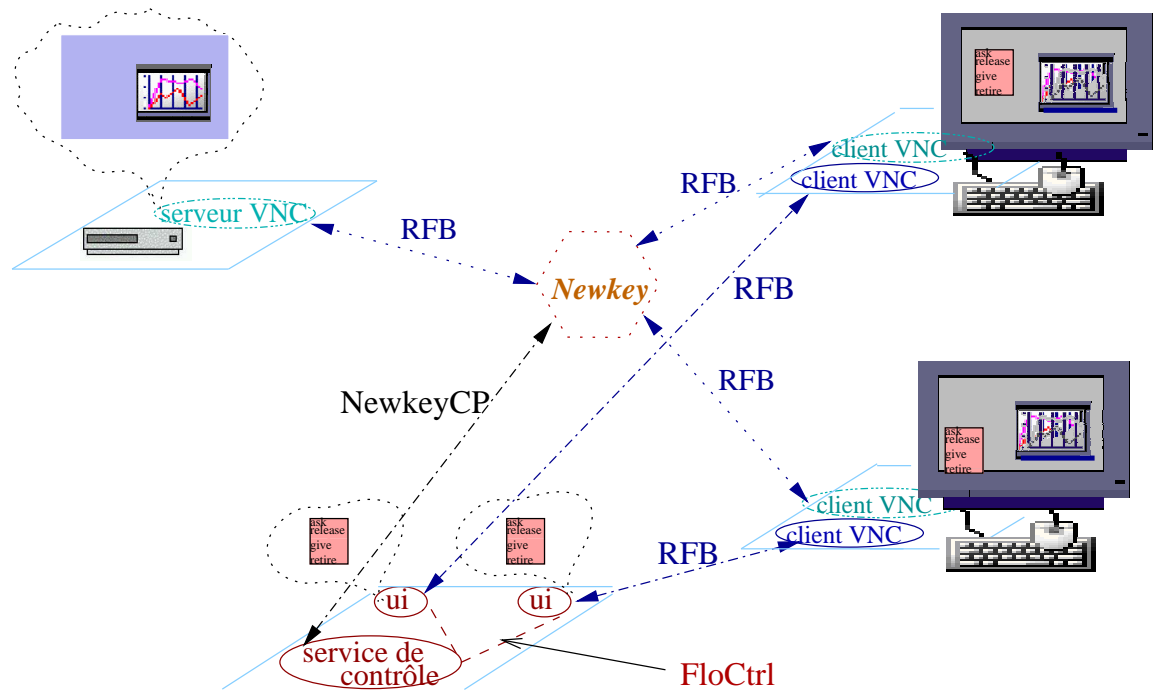 ask
release
give
retire
client VNC
client VNC
serveur VNC
RFB
RFB
RFB
Newkey
RFB
NewkeyCP
ask
release
give
retire
client VNC
client VNC
RFB
ask
release
give
retire
ask
release
give
retire
ui
ui
service de
contrôle
FloCtrl